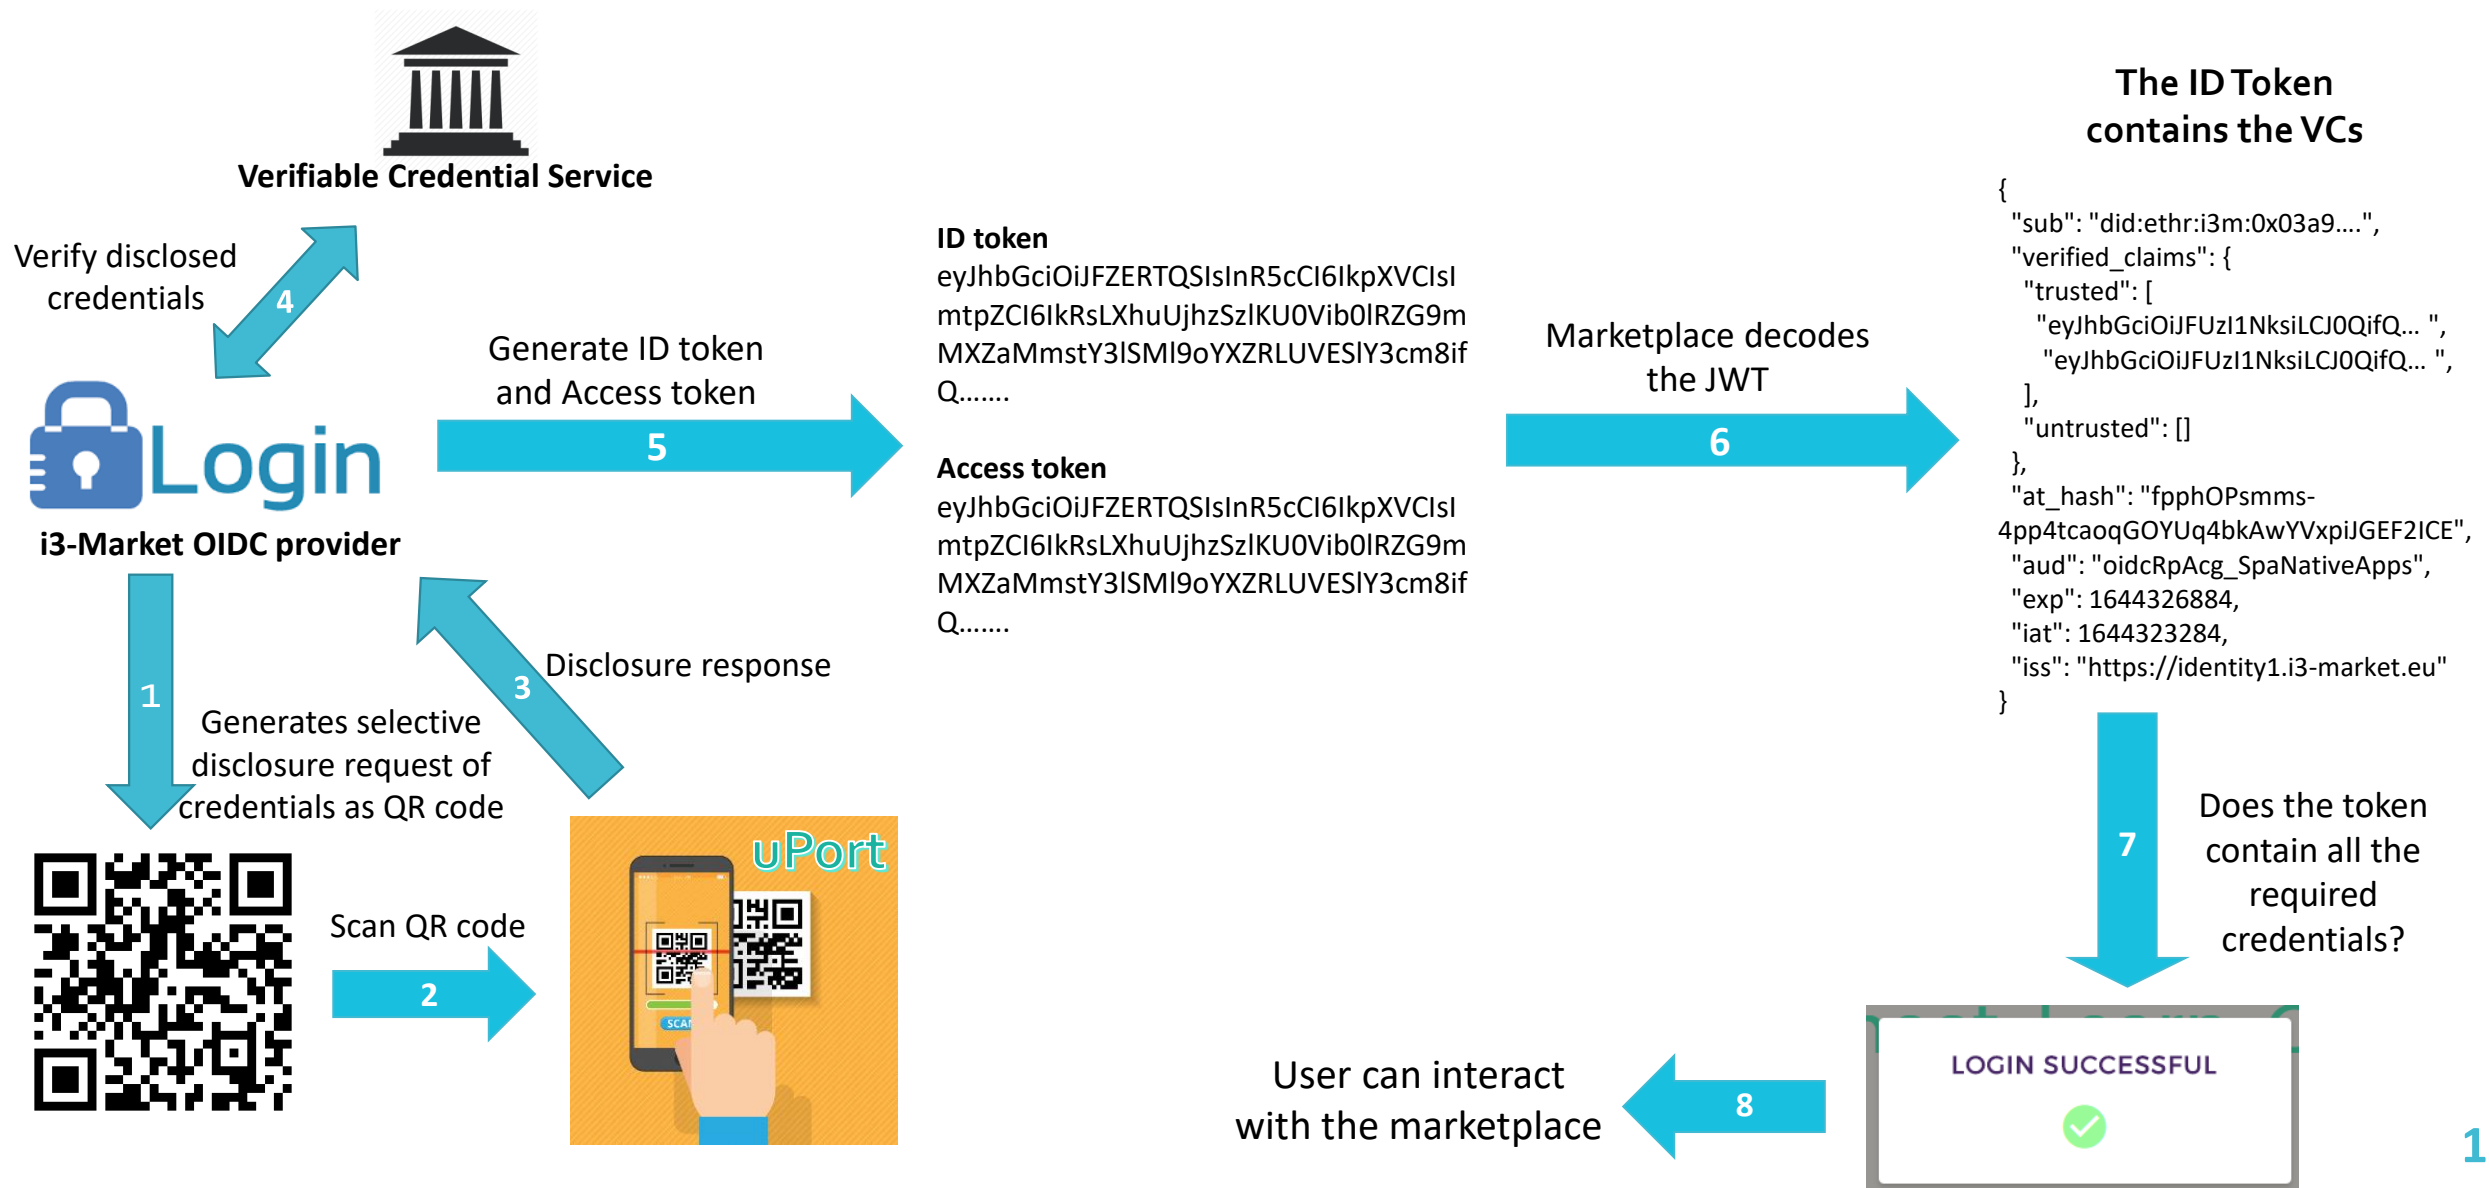 Verifiable Credential Service
Verify disclosed
credentials
4
Login
i3-Market OIDC provider
1
Generates selective
disclosure request of
credentials as QR code
Scan QR code
2
uPort
SCAN
3
Disclosure response
Generate ID token
and Access token
5
ID token
eyJhbGciOiJFZERTQSIsInR5cCI6IkpXVCIsI
mtpZCI6IkRsLXhuUjhzSzlKU0Vib0lRZG9m
MXZaMmstY3lSMl9oYXZRLUVESlY3cm8if
Q.......
Access token
eyJhbGciOiJFZERTQSIsInR5cCI6IkpXVCIsI
mtpZCI6IkRsLXhuUjhzSzlKU0Vib0lRZG9m
MXZaMmstY3lSMl9oYXZRLUVESlY3cm8if
Q.......
Marketplace decodes
the JWT
6
The ID Token
contains the VCs
{
"sub": "did:ethr:i3m:0x03a9....",
"verified_claims": {
"trusted": [
"eyJhbGciOiJFUzI1NksiLCJ0QifQ... ",
"eyJhbGciOiJFUzI1NksiLCJ0QifQ... ",
],
"untrusted": []
},
"at_hash": "fpphOPsmms-
4pp4tcaoqGOYUq4bkAwYVxpiJGEF2ICE",
"aud": "oidcRpAcg_SpaNativeApps",
"exp": 1644326884,
"iat": 1644323284,
"iss": "https://identity1.i3-market.eu"
}
7
Does the token
contain all the
required
credentials?
LOGIN SUCCESSFUL
8
User can interact
with the marketplace
1